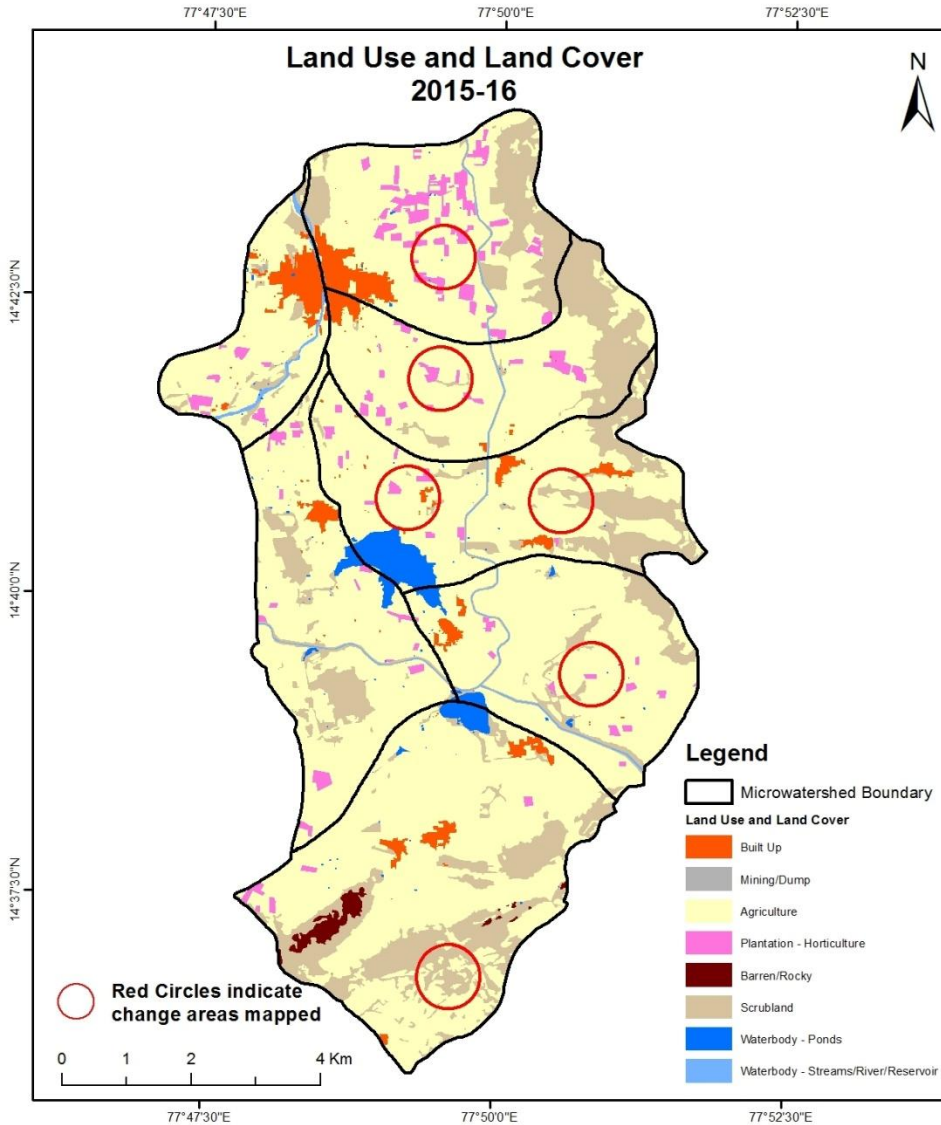 77°47'30"E 77°50'0"E 77°52'30"E
Land Use and Land Cover
2015-16
N
14°42'30"N
14°40'0"N
14°37'30"N
Legend
Microwatershed Boundary
Land Use and Land Cover
Built Up
Mining/Dump
Agriculture
Plantation - Horticulture
Barren/Rocky
Scrubland
Waterbody - Ponds
Waterbody - Streams/River/Reservoir
Red Circles indicate
change areas mapped
0 1 2 4 Km
77°47'30"E 77°50'0"E 77°52'30"E